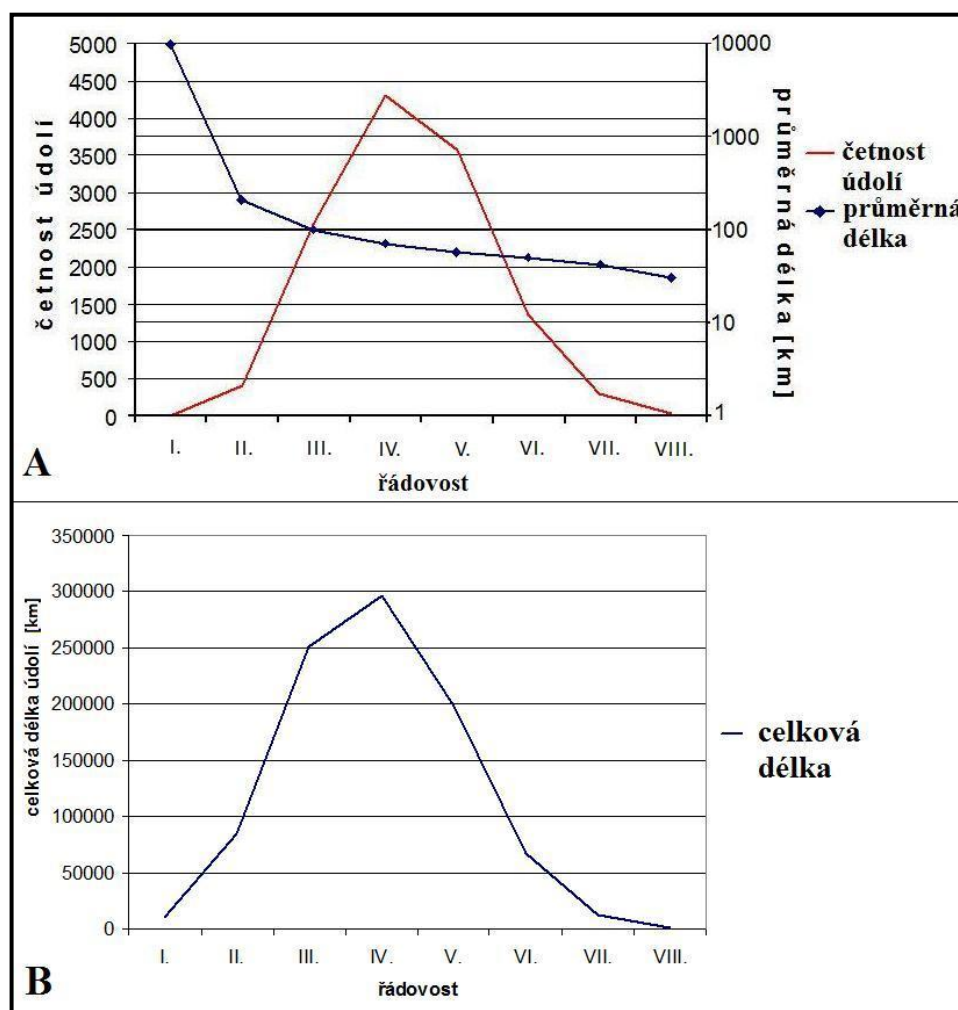 5000
4500
4000
3500
3000
2500
2000
1500
1000
500
0
četnost údolí
10000
1000
100
10
1
průměrná délka [km]
četnost
údolí
průměrná
délka
I. II. III. IV. V. VI. VII. VIII.
řádovost
A
350000
300000
250000
200000
150000
100000
50000
0
celková délka údolí [km]
celková
délka
I. II. III. IV. V. VI. VII. VIII.
řádovost
B